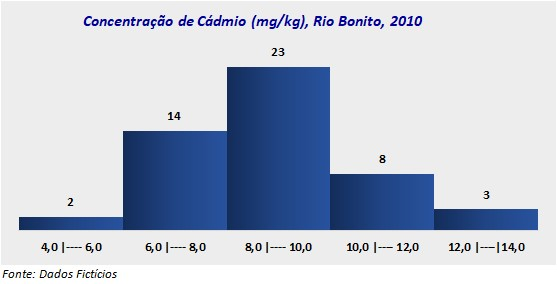 Concentração de Cádmio (mg/kg), Rio Bonito, 2010
23
14
8
2
3
4,0 |---- 6,0 6,0 |---- 8,0 8,0 |---- 10,0 10,0 |---- 12,0 12,0 |----|14,0
Fonte: Dados Fictícios